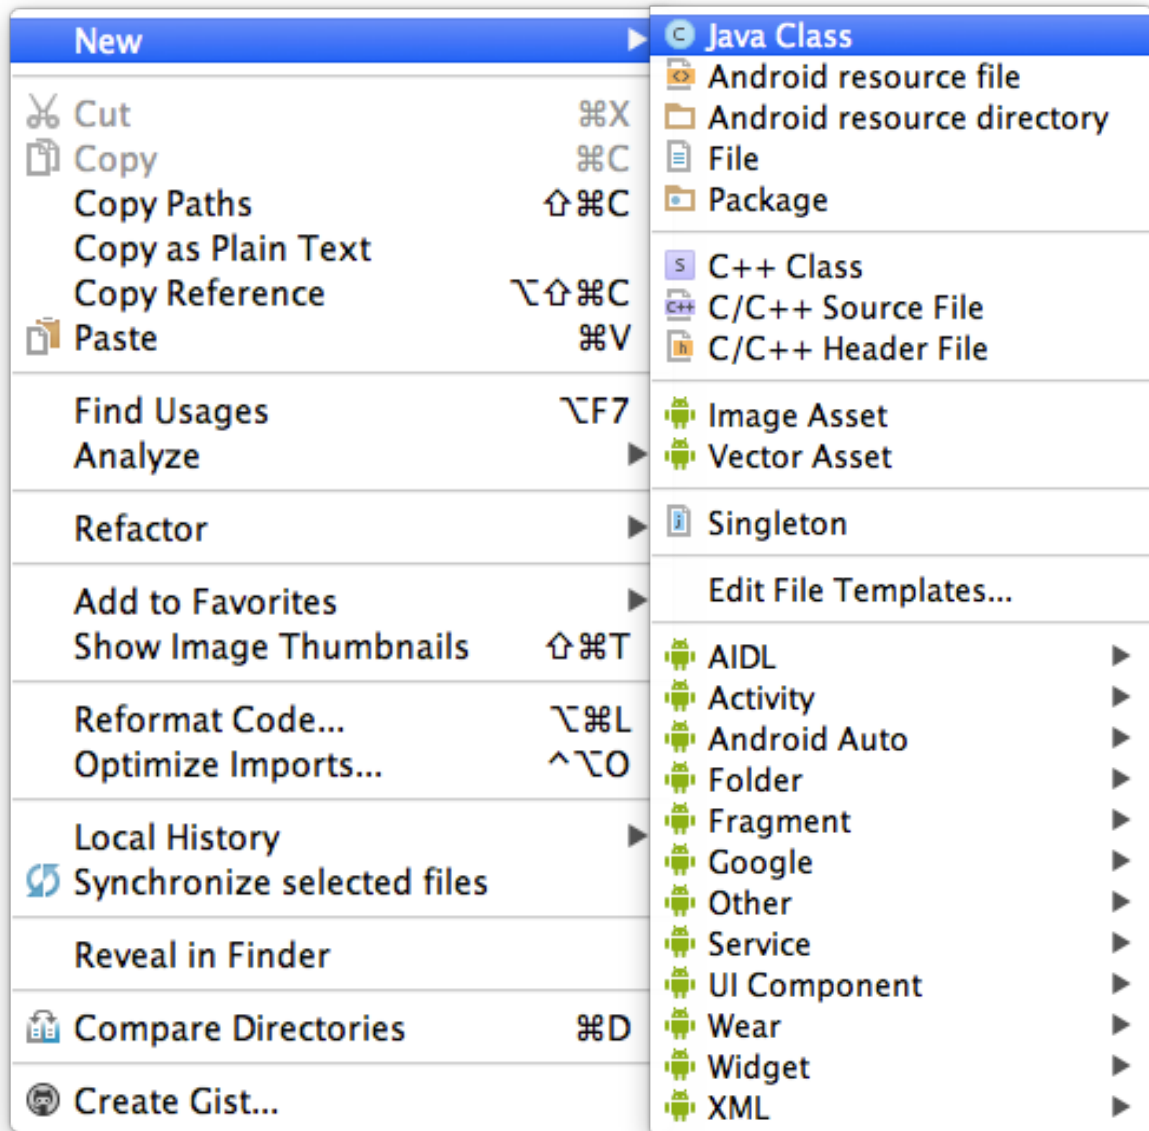 New
Cut ⌘X
Copy ⌘C
Copy Paths ⇧⌘C
Copy as Plain Text
Copy Reference ⌥⇧⌘C
Paste ⌘V
Find Usages ⌥F7
Analyze
Refactor
Add to Favorites
Show Image Thumbnails ⇧⌘T
Reformat Code... ⌥⌘L
Optimize Imports... ^⌥O
Local History
Synchronize selected files
Reveal in Finder
Compare Directories ⌘D
Create Gist...
C Java Class
Android resource file
Android resource directory
File
Package
S C++ Class
C++ C/C++ Source File
h C/C++ Header File
Image Asset
Vector Asset
j Singleton
Edit File Templates...
AIDL
Activity
Android Auto
Folder
Fragment
Google
Other
Service
UI Component
Wear
Widget
XML